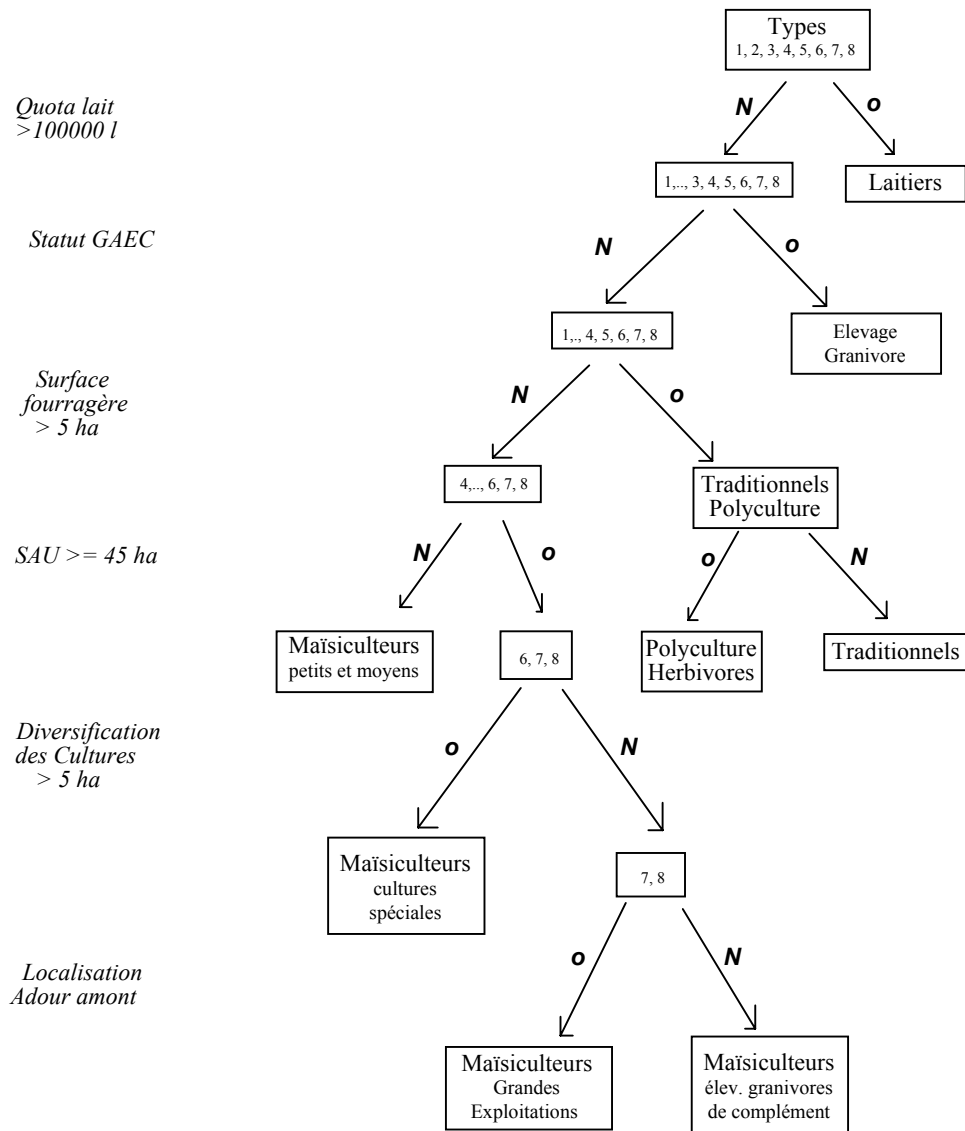 Types
1, 2, 3, 4, 5, 6, 7, 8
Quota lait
>100000 l
N
o
1,.., 3, 4, 5, 6, 7, 8
Laitiers
Statut GAEC
N
o
1,., 4, 5, 6, 7, 8
Elevage
Granivore
Surface
fourragère
> 5 ha
N
o
4,.., 6, 7, 8
Traditionnels
Polyculture
SAU >= 45 ha
N
o
o
N
Maïsiculteurs
petits et moyens
6, 7, 8
Polyculture
Herbivores
Traditionnels
Diversification
des Cultures
> 5 ha
o
N
Maïsiculteurs
cultures
spéciales
7, 8
Localisation
Adour amont
o
N
Maïsiculteurs
Grandes
Exploitations
Maïsiculteurs
élev. granivores
de complément